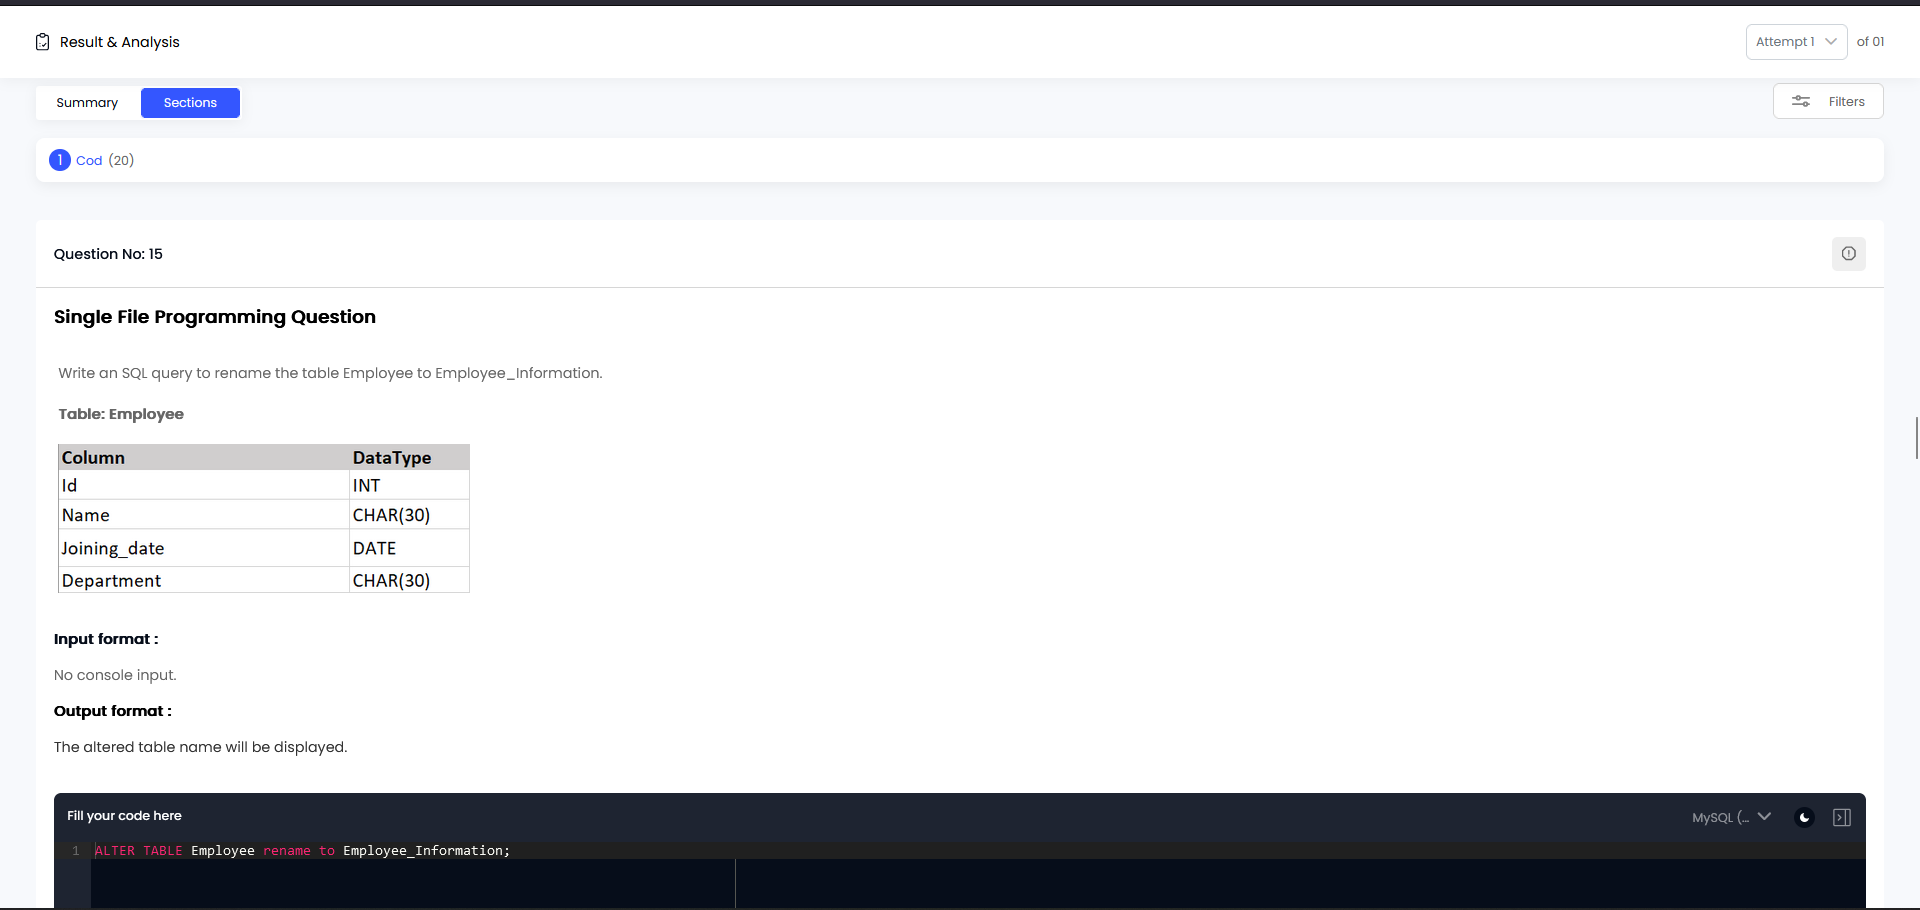 Result & Analysis
Attempt 1 of 01
Summary Sections
Filters
1 Cod (20)
Question No: 15
Single File Programming Question
Write an SQL query to rename the table Employee to Employee_Information.
Table: Employee
Column DataType
Id INT
Name CHAR(30)
Joining_date DATE
Department CHAR(30)
Input format :
No console input.
Output format :
The altered table name will be displayed.
Fill your code here
MySQL (...
1 ALTER TABLE Employee rename to Employee_Information;